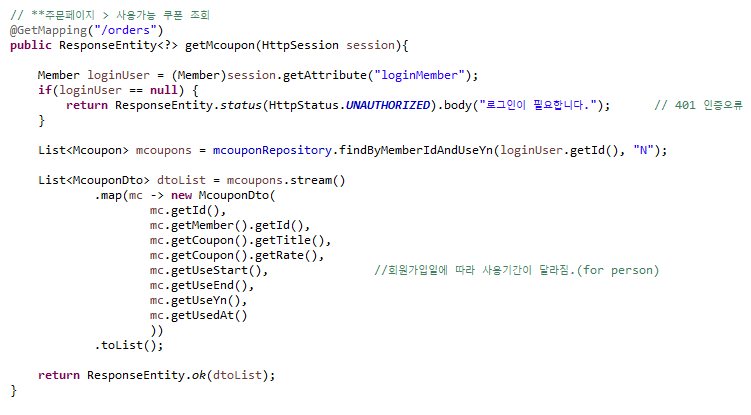 // **주문페이지 > 사용가능 쿠폰 조회
@GetMapping("/orders")
public ResponseEntity<?> getMcoupon(HttpSession session){
Member loginUser = (Member)session.getAttribute("loginMember");
if(loginUser == null) {
return ResponseEntity.status(HttpStatus.UNAUTHORIZED).body("로그인이 필요합니다."); // 401 인증오류
}
List<Mcoupon> mcoupons = mcouponRepository.findByMemberIdAndUseYn(loginUser.getId(), "N");
List<McouponDto> dtoList = mcoupons.stream()
.map(mc -> new McouponDto(
mc.getId(),
mc.getMember().getId(),
mc.getCoupon().getTitle(),
mc.getCoupon().getRate(),
mc.getUseStart(), //회원가입일에 따라 사용기간이 달라짐.(for person)
mc.getUseEnd(),
mc.getUseYn(),
mc.getUsedAt()
))
.toList();
return ResponseEntity.ok(dtoList);
}